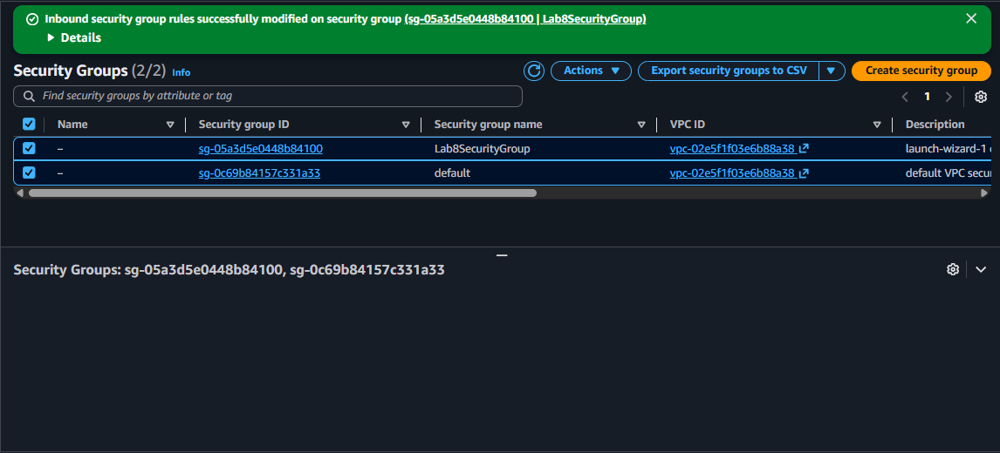 Inbound security group rules successfully modified on security group (sg-05a3d5e0448b84100 | Lab8SecurityGroup)
Details
Security Groups (2/2) Info Actions Export security groups to CSV Create security group
Find security groups by attribute or tag 1
Name Security group ID Security group name VPC ID Description
– sg-05a3d5e0448b84100 Lab8SecurityGroup vpc-02e5f1f03e6b88a38 launch-wizard-1
– sg-0c69b84157c331a33 default vpc-02e5f1f03e6b88a38 default VPC secu
Security Groups: sg-05a3d5e0448b84100, sg-0c69b84157c331a33